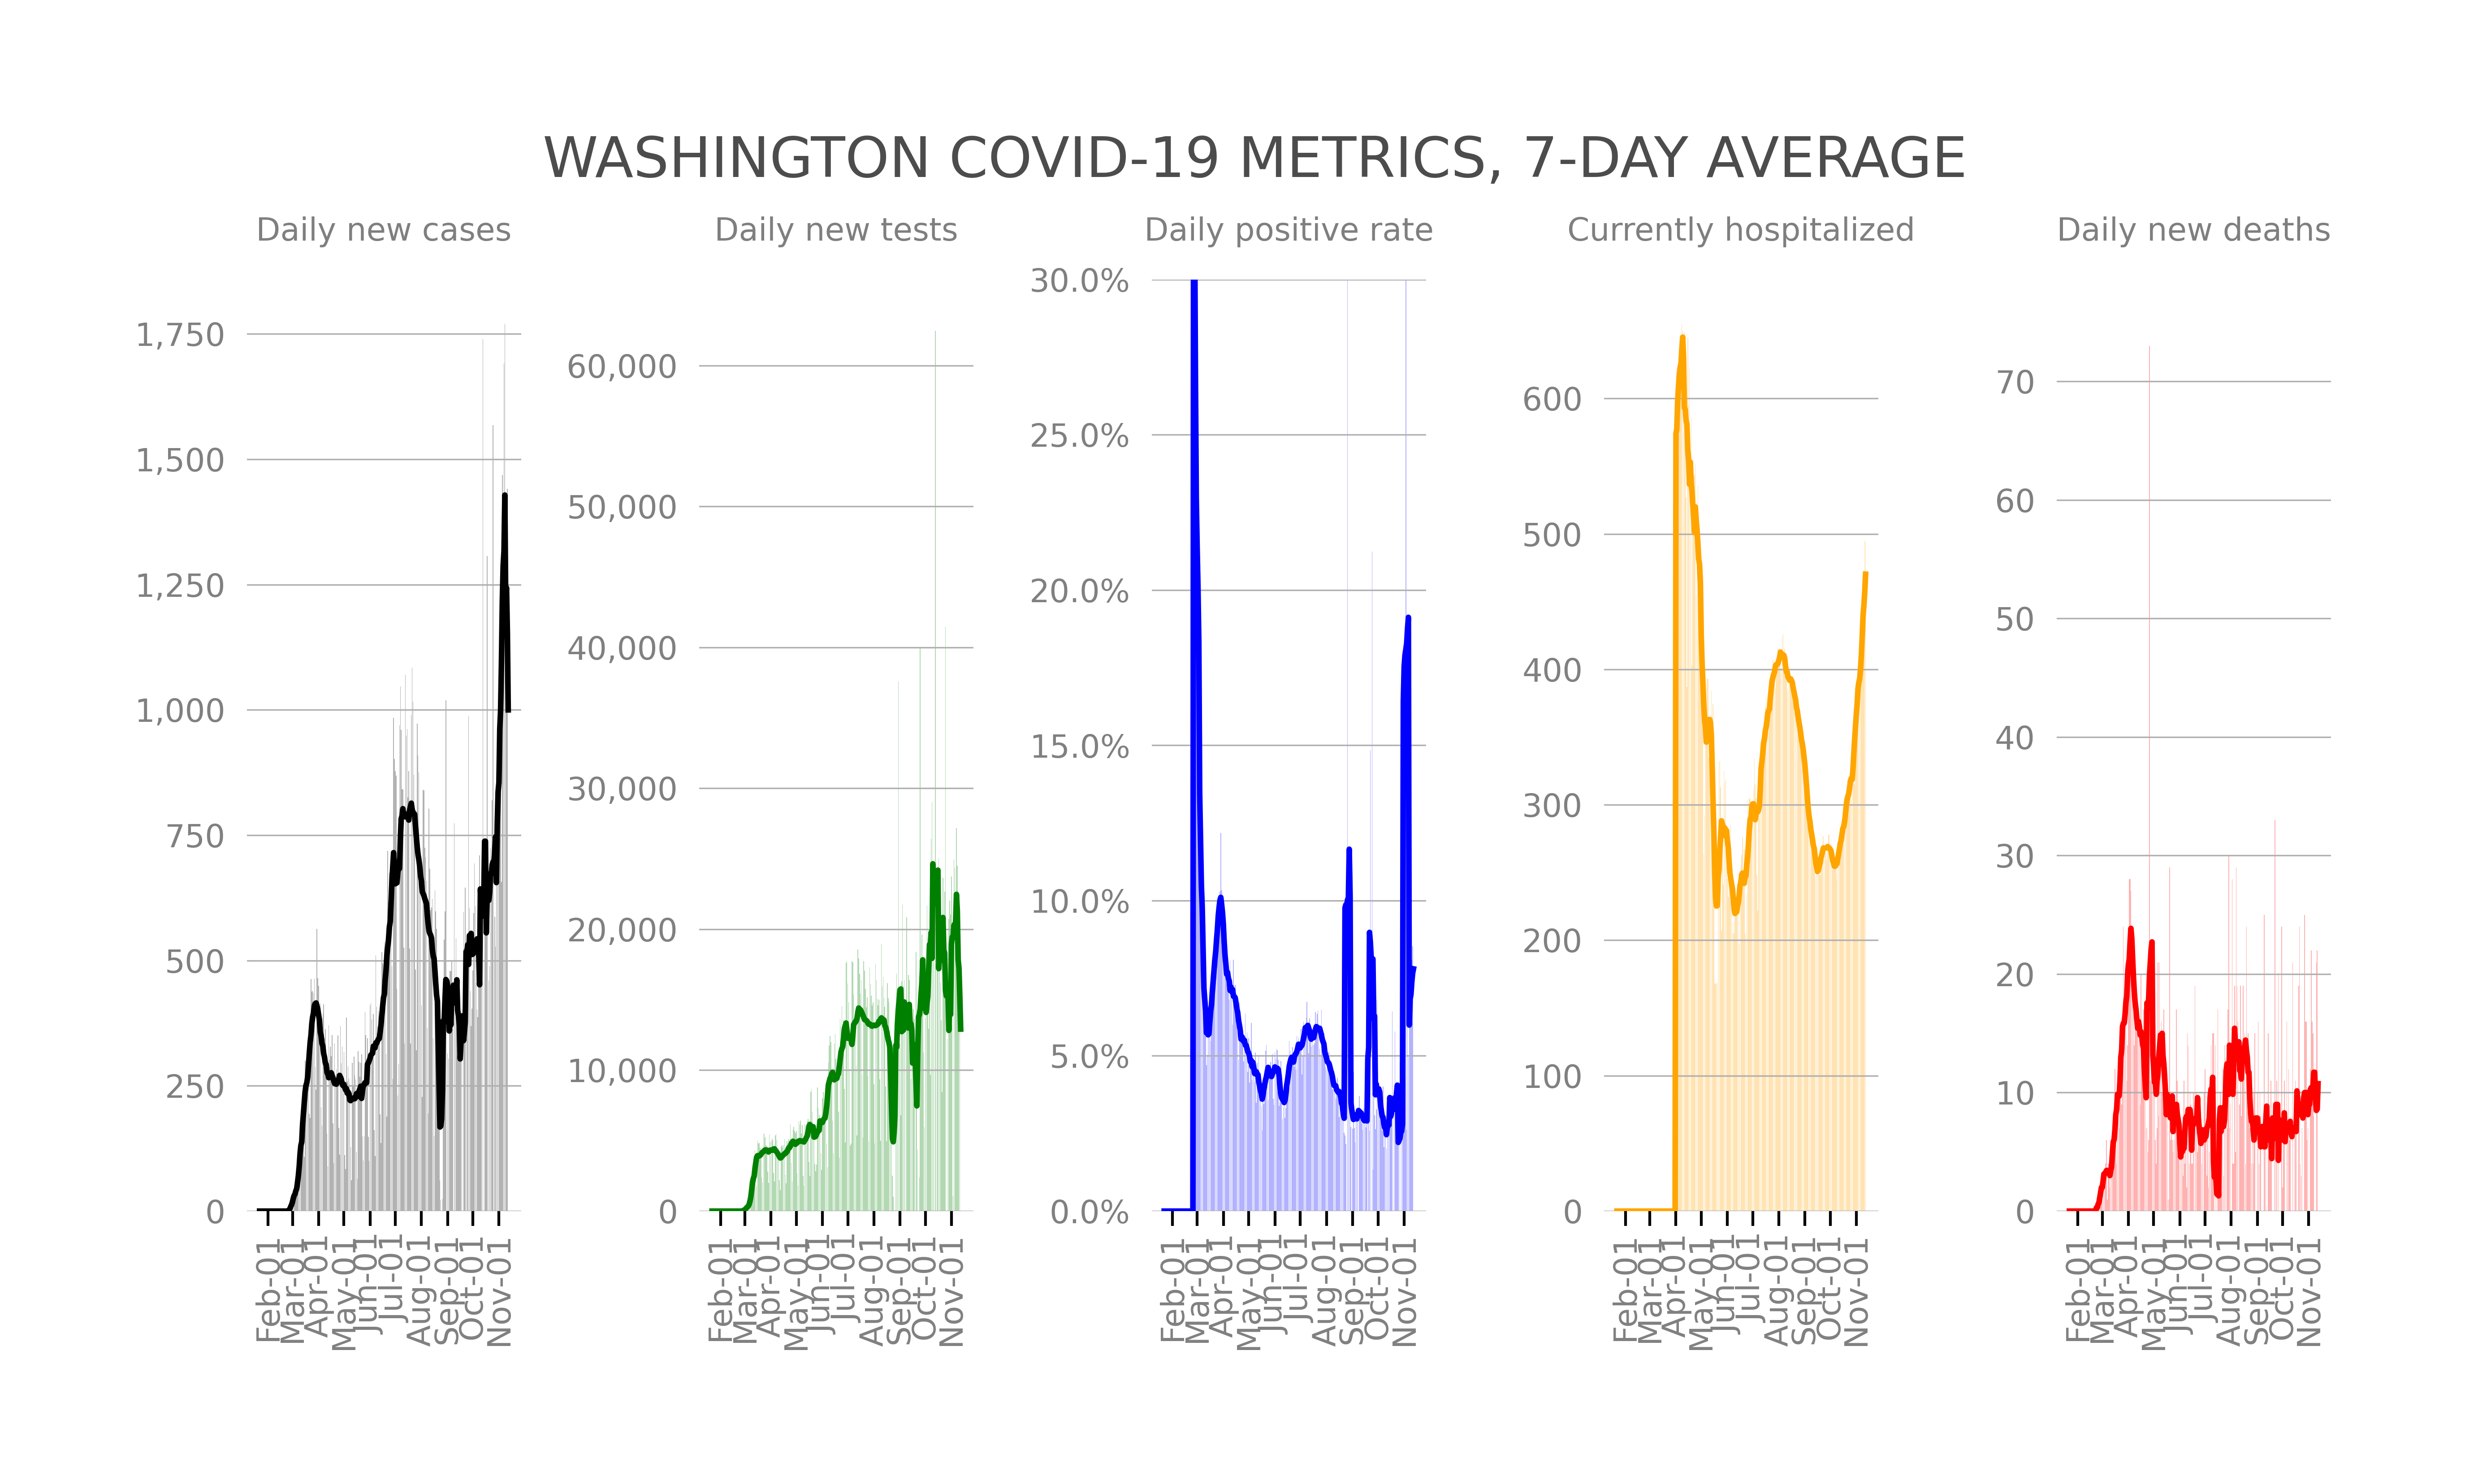 WASHINGTON COVID-19 METRICS, 7-DAY AVERAGE
Daily new cases
1,750
1,500
1,250
1,000
750
500
250
0
Feb-01
Mar-01
Apr-01
May-01
Jun-01
Jul-01
Aug-01
Sep-01
Oct-01
Nov-01
Daily new tests
60,000
50,000
40,000
30,000
20,000
10,000
0
Feb-01
Mar-01
Apr-01
May-01
Jun-01
Jul-01
Aug-01
Sep-01
Oct-01
Nov-01
Daily positive rate
30.0%
25.0%
20.0%
15.0%
10.0%
5.0%
0.0%
Feb-01
Mar-01
Apr-01
May-01
Jun-01
Jul-01
Aug-01
Sep-01
Oct-01
Nov-01
Currently hospitalized
600
500
400
300
200
100
0
Feb-01
Mar-01
Apr-01
May-01
Jun-01
Jul-01
Aug-01
Sep-01
Oct-01
Nov-01
Daily new deaths
70
60
50
40
30
20
10
0
Feb-01
Mar-01
Apr-01
May-01
Jun-01
Jul-01
Aug-01
Sep-01
Oct-01
Nov-01